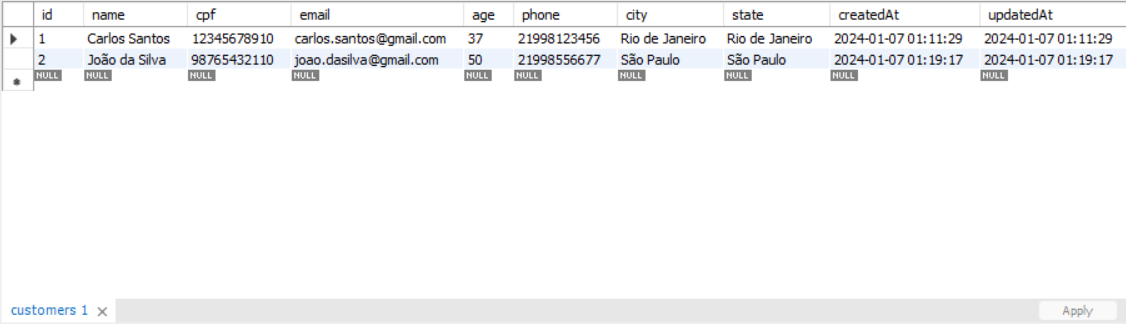 id name cpf email age phone city state createdAt updatedAt
1 Carlos Santos 12345678910 carlos.santos@gmail.com 37 21998123456 Rio de Janeiro Rio de Janeiro 2024-01-07 01:11:29 2024-01-07 01:11:29
2 João da Silva 98765432110 joao.dasilva@gmail.com 50 21998556677 São Paulo São Paulo 2024-01-07 01:19:17 2024-01-07 01:19:17
NULL NULL NULL NULL NULL NULL NULL NULL NULL NULL
customers 1 Apply